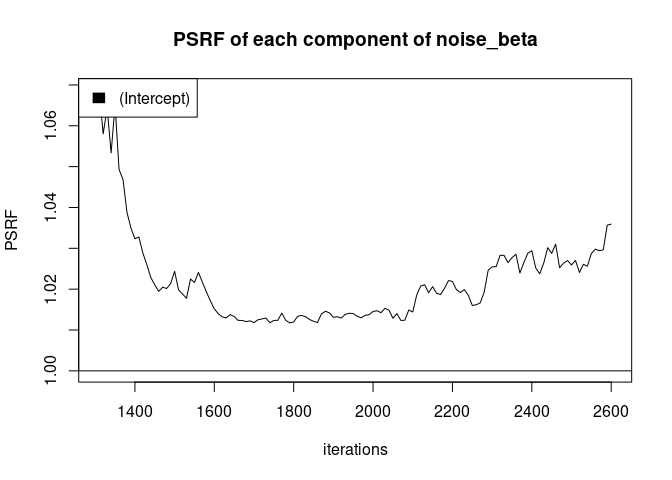 PSRF of each component of noise_beta
(Intercept)
PSRF
1.06
1.04
1.02
1.00
1400 1600 1800 2000 2200 2400 2600
iterations